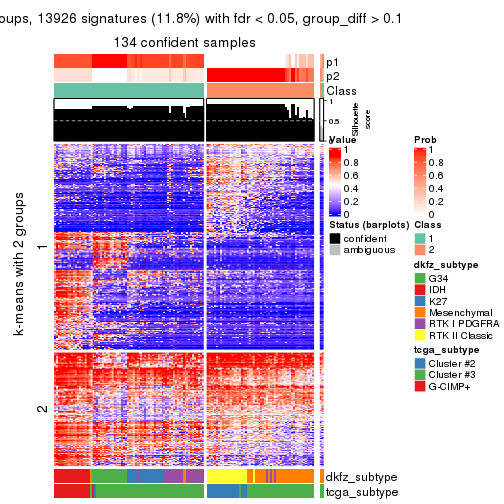 oups, 13926 signatures (11.8%) with fdr < 0.05, group_diff > 0.1
134 confident samples
p1
p2
Class
1
0.5
0
Silhouette
score
k-means with 2 groups
1
2
Value
1
0.8
0.6
0.4
0.2
0
Prob
1
0.8
0.6
0.4
0.2
0
Status (barplots)
confident
ambiguous
Class
1
2
dkfz_subtype
G34
IDH
K27
Mesenchymal
RTK I PDGFRA
RTK II Classic
tcga_subtype
Cluster #2
Cluster #3
G-CIMP+
dkfz_subtype
tcga_subtype